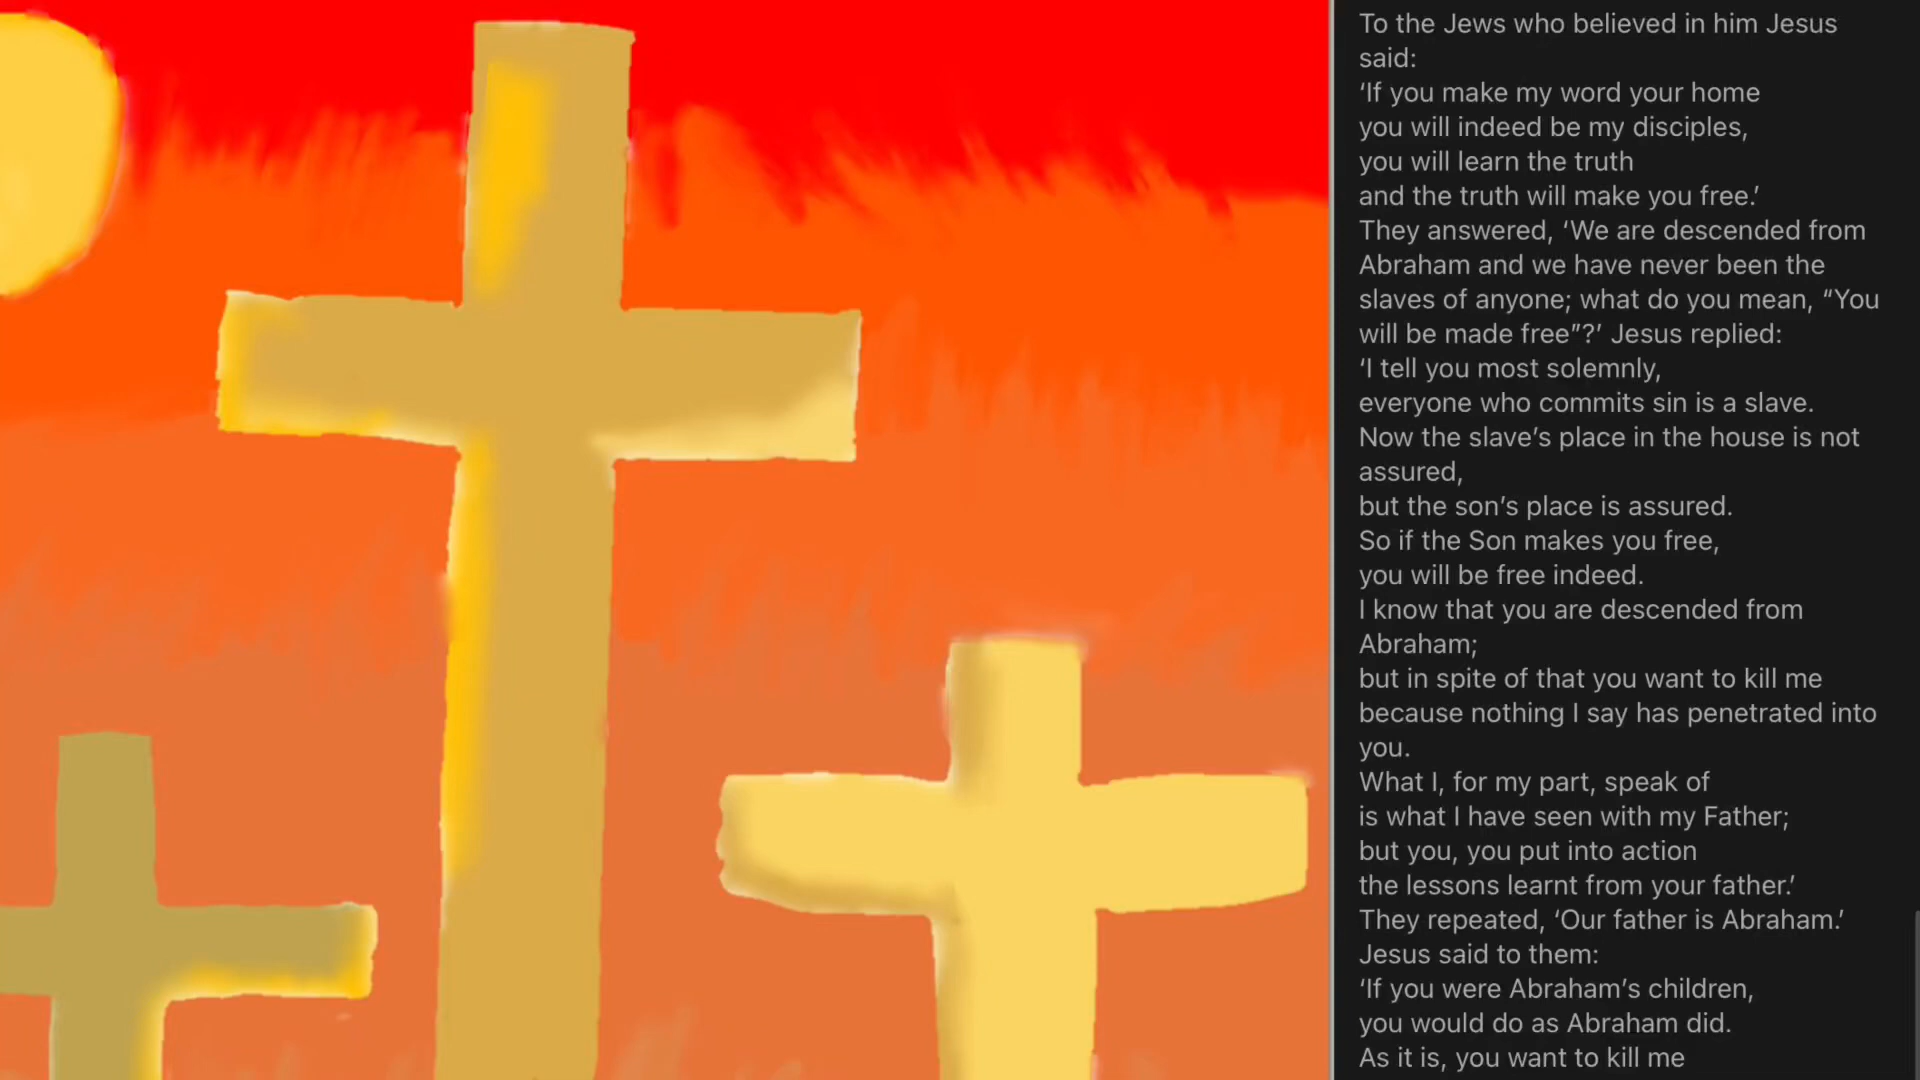 To the Jews who believed in him Jesus
said:
‘If you make my word your home
you will indeed be my disciples,
you will learn the truth
and the truth will make you free.’
They answered, ‘We are descended from
Abraham and we have never been the
slaves of anyone; what do you mean, “You
will be made free”?’ Jesus replied:
‘I tell you most solemnly,
everyone who commits sin is a slave.
Now the slave’s place in the house is not
assured,
but the son’s place is assured.
So if the Son makes you free,
you will be free indeed.
I know that you are descended from
Abraham;
but in spite of that you want to kill me
because nothing I say has penetrated into
you.
What I, for my part, speak of
is what I have seen with my Father;
but you, you put into action
the lessons learnt from your father.’
They repeated, ‘Our father is Abraham.’
Jesus said to them:
‘If you were Abraham’s children,
you would do as Abraham did.
As it is, you want to kill me